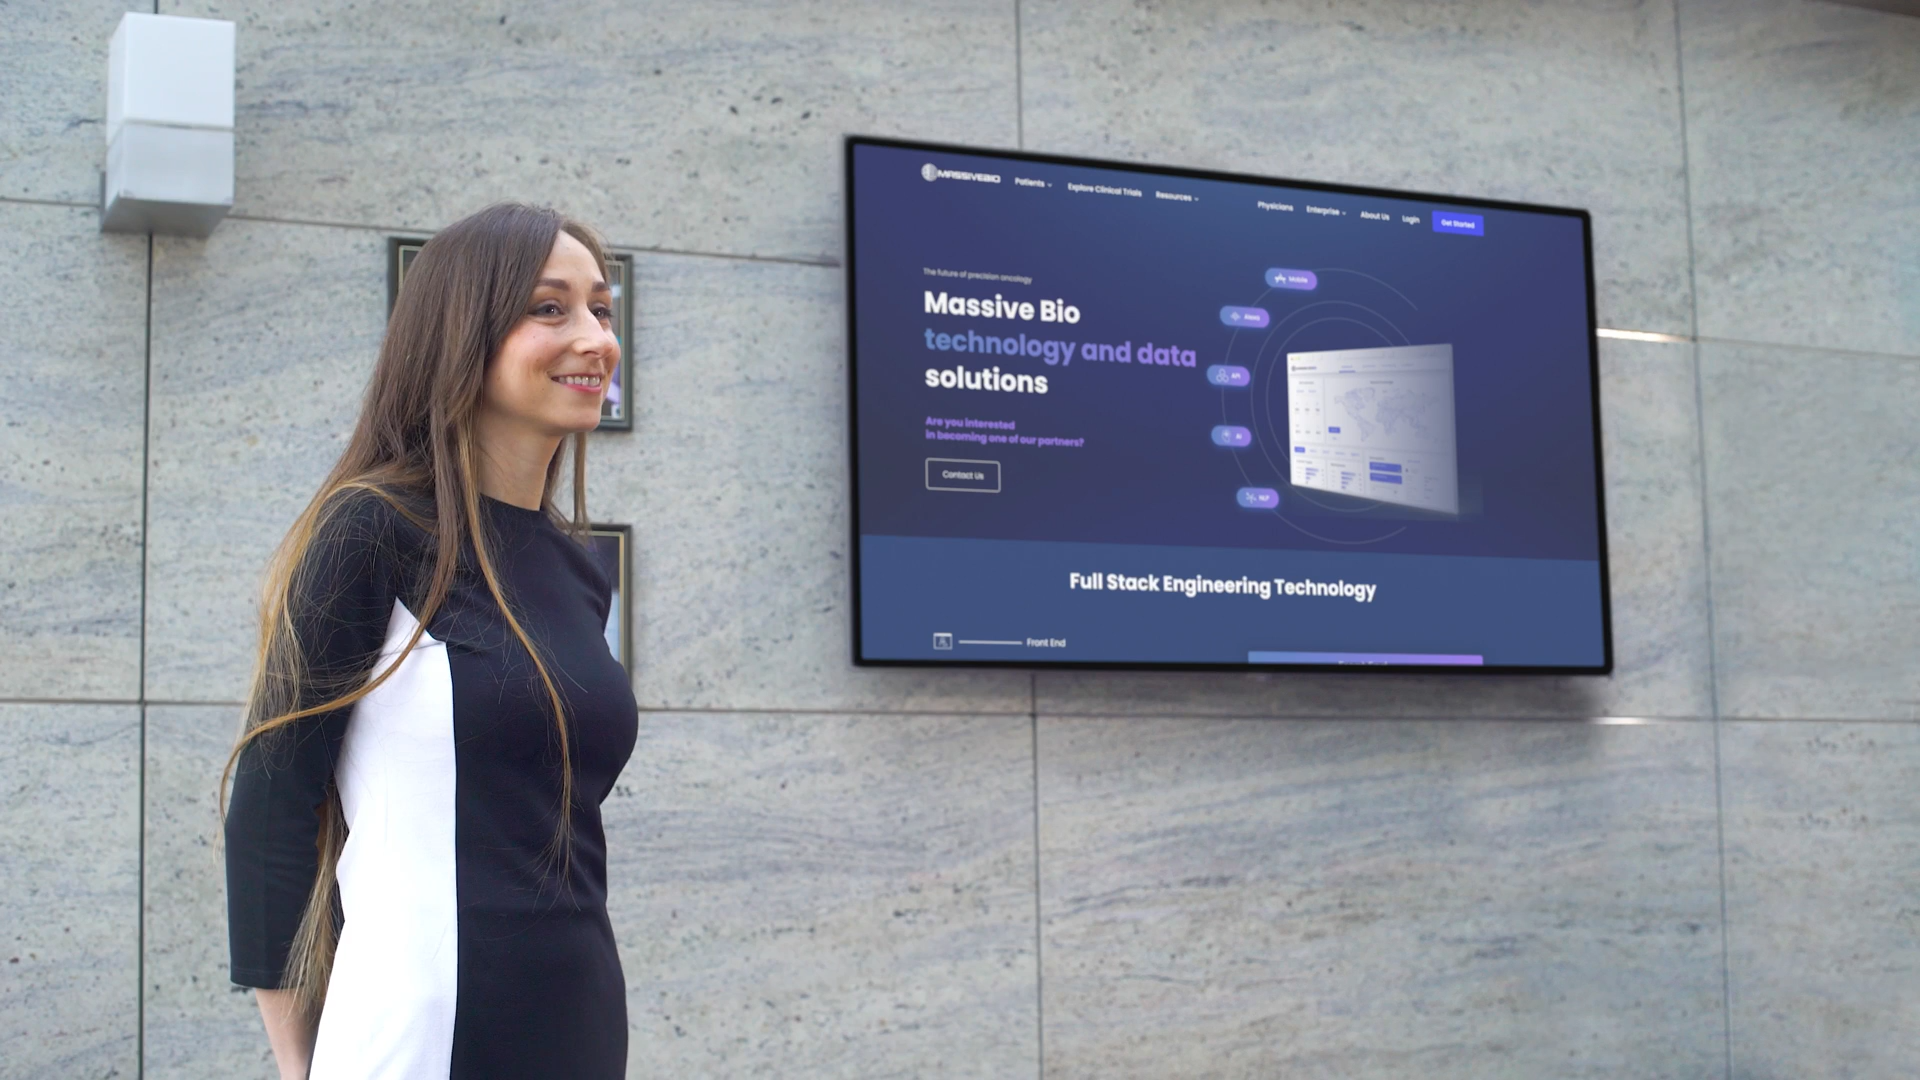 MASSIVEBIO
Patients
Explore Clinical Trials
Resources
Physicians
Enterprise
About Us
Login
Get Started
The future of precision oncology
Massive Bio
technology and data
solutions
Are you interested
in becoming one of our partners?
Contact Us
Mobile
Alexa
API
AI
NLP
Full Stack Engineering Technology
Front End